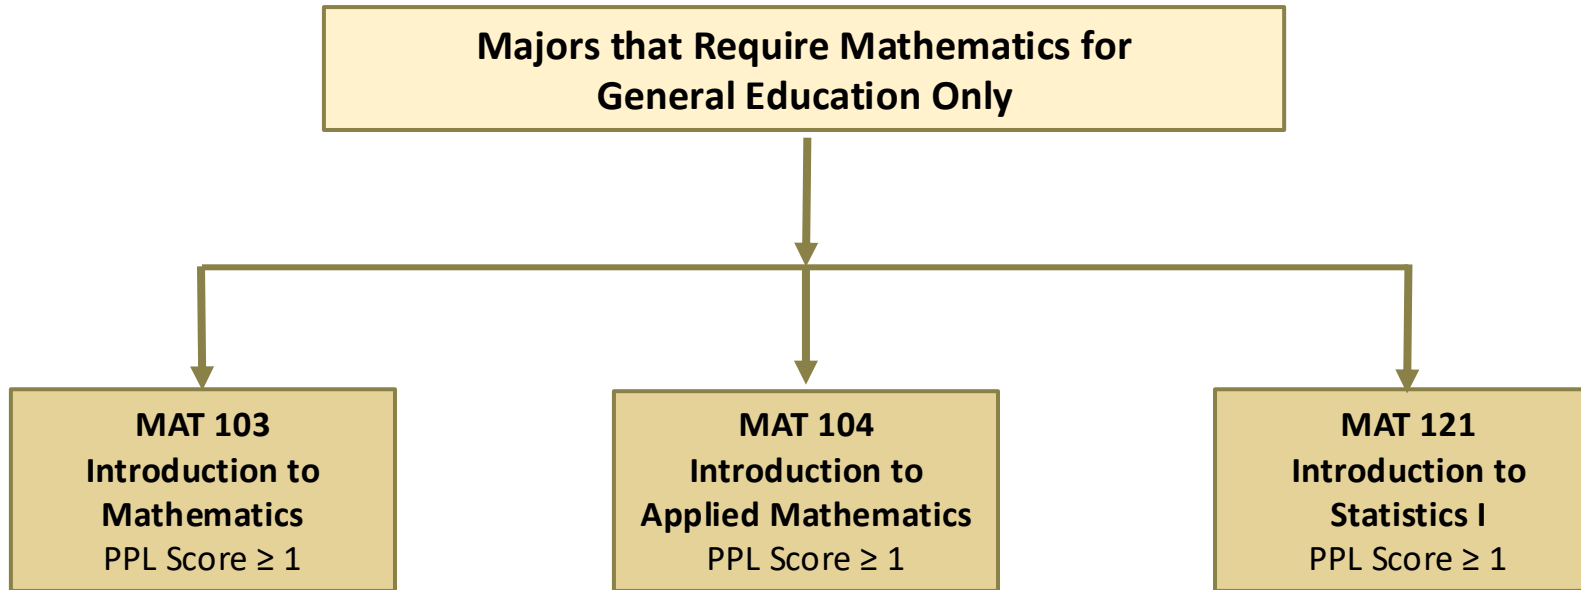 Majors that Require Mathematics for
General Education Only
MAT 103
Introduction to
Mathematics
PPL Score ≥ 1
MAT 104
Introduction to
Applied Mathematics
PPL Score ≥ 1
MAT 121
Introduction to
Statistics I
PPL Score ≥ 1